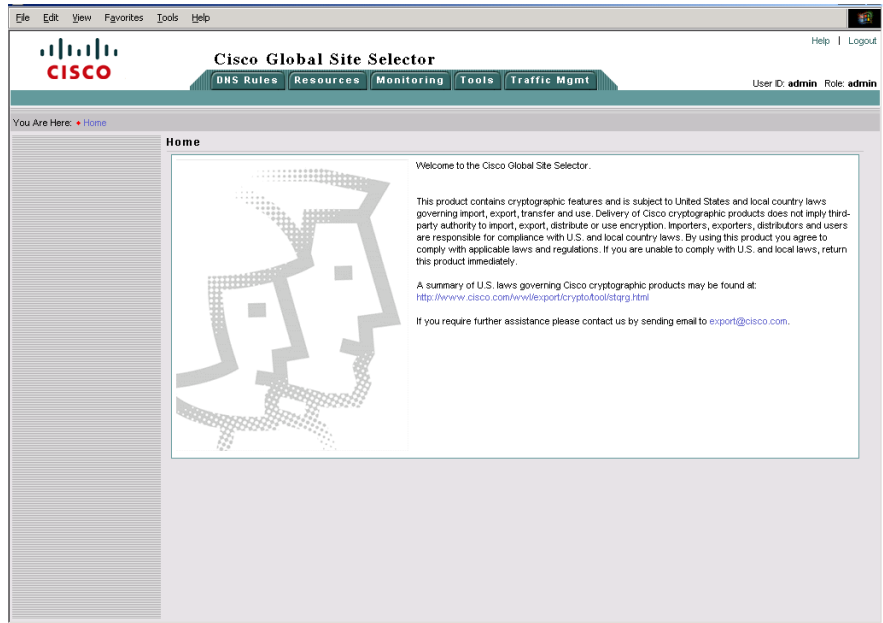 File Edit View Favorites Tools Help
Help | Logout
CISCO
Cisco Global Site Selector
DNS Rules Resources Monitoring Tools Traffic Mgmt
User ID: admin Role: admin
You Are Here: Home
Home
Welcome to the Cisco Global Site Selector.
This product contains cryptographic features and is subject to United States and local country laws
governing import, export, transfer and use. Delivery of Cisco cryptographic products does not imply third-
party authority to import, export, distribute or use encryption. Importers, exporters, distributors and users
are responsible for compliance with U.S. and local country laws. By using this product you agree to
comply with applicable laws and regulations. If you are unable to comply with U.S. and local laws, return
this product immediately.
A summary of U.S. laws governing Cisco cryptographic products may be found at:
http://www.cisco.com/wwl/export/crypto/tool/stqrg.html
If you require further assistance please contact us by sending email to export@cisco.com.